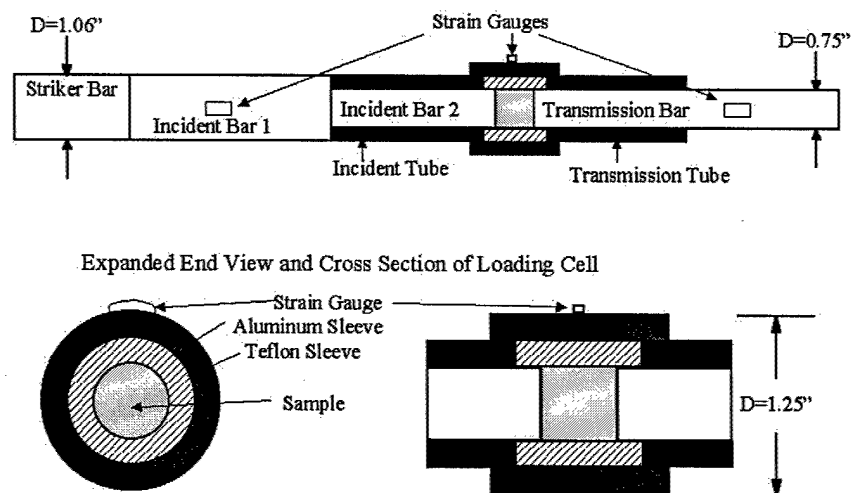 Strain Gauges
D=1.06”
D=0.75”
Striker Bar
Incident Bar 1
Incident Bar 2
Transmission Bar
Incident Tube
Transmission Tube
Expanded End View and Cross Section of Loading Cell
Strain Gauge
Aluminum Sleeve
Teflon Sleeve
Sample
D=1.25”